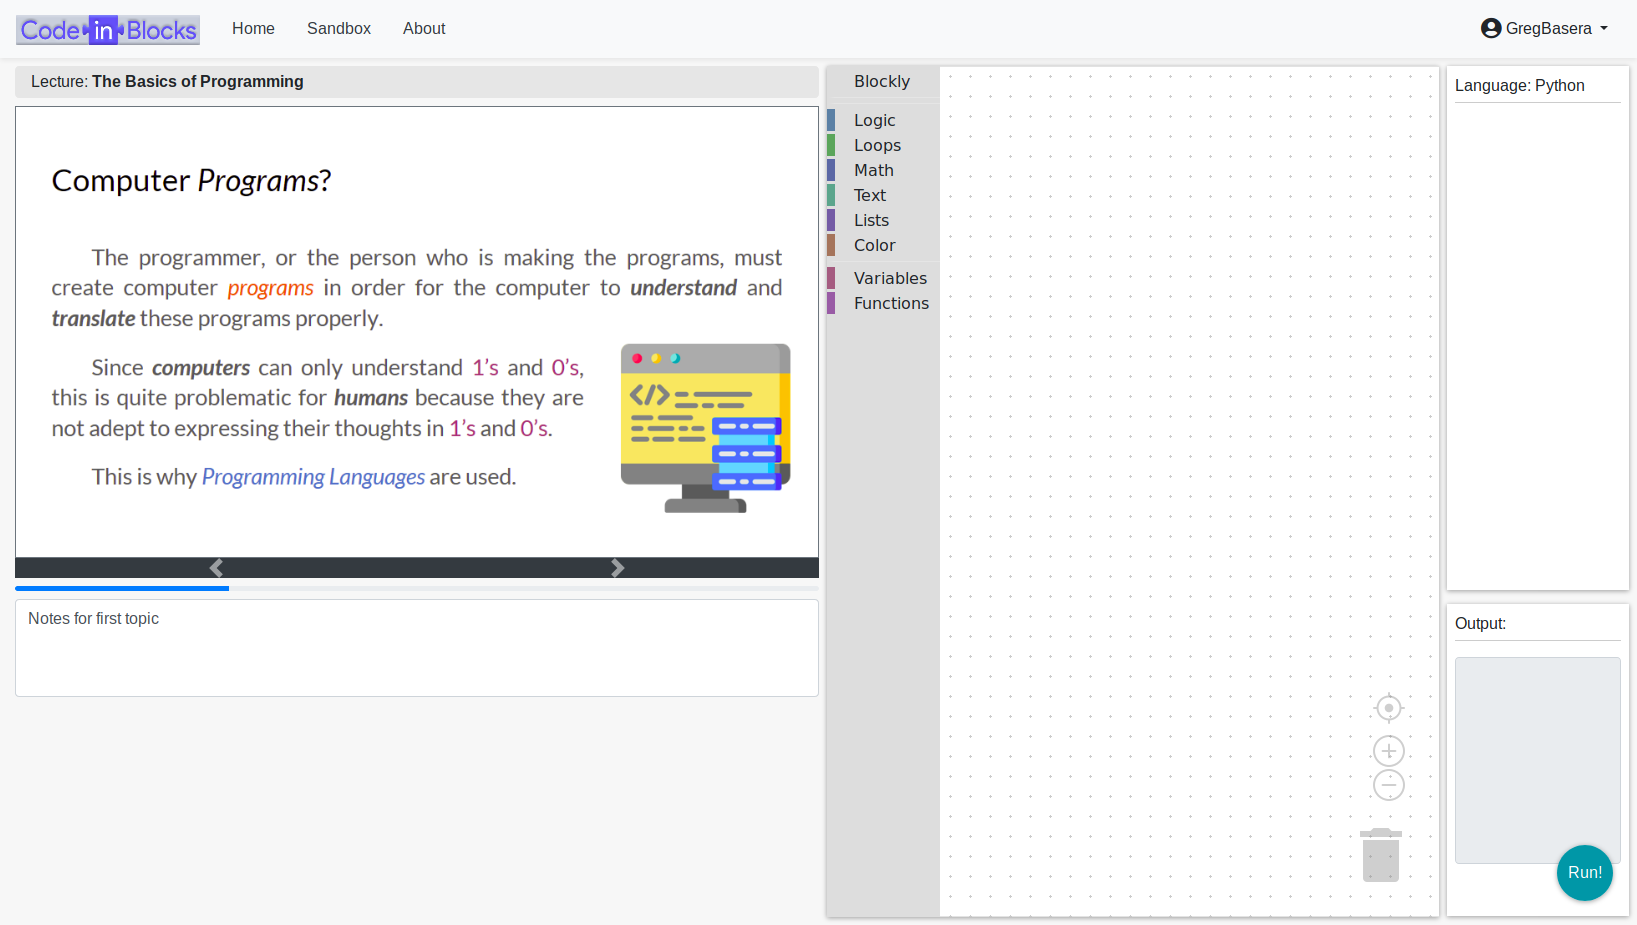 Code in Blocks Home Sandbox About GregBasera
Lecture: The Basics of Programming
Computer Programs?
The programmer, or the person who is making the programs, must
create computer programs in order for the computer to understand and
translate these programs properly.
Since computers can only understand 1's and 0's,
this is quite problematic for humans because they are
not adept to expressing their thoughts in 1's and 0's.
This is why Programming Languages are used.
Notes for first topic
Blockly
Logic
Loops
Math
Text
Lists
Color
Variables
Functions
Language: Python
Output:
Run!